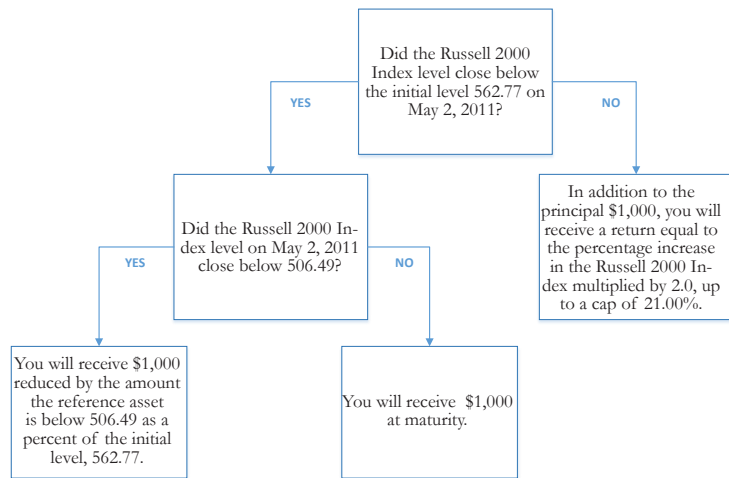 Did the Russell 2000
Index level close below
the initial level 562.77 on
May 2, 2011?
YES
NO
Did the Russell 2000 In-
dex level on May 2, 2011
close below 506.49?
In addition to the
principal $1,000, you will
receive a return equal to
the percentage increase
in the Russell 2000 In-
dex multiplied by 2.0, up
to a cap of 21.00%.
YES
NO
You will receive $1,000
reduced by the amount
the reference asset
is below 506.49 as a
percent of the initial
level, 562.77.
You will receive $1,000
at maturity.